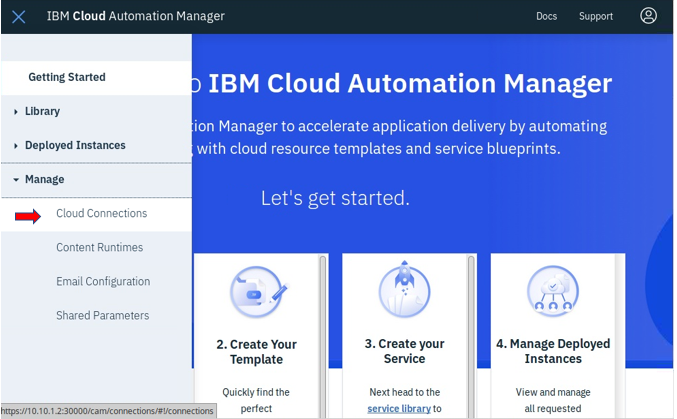 IBM Cloud Automation Manager
Docs
Support
Getting Started
Library
Deployed Instances
Manage
Cloud Connections
Content Runtimes
Email Configuration
Shared Parameters
o IBM Cloud Automation Manager
ion Manager to accelerate application delivery by automating
with cloud resource templates and service blueprints.
Let's get started.
2. Create Your
Template
Quickly find the
perfect
3. Create your
Service
Next head to the
service library to
4. Manage Deployed
Instances
View and manage
all requested
https://10.10.1.2:30000/cam/connections/#!/connections